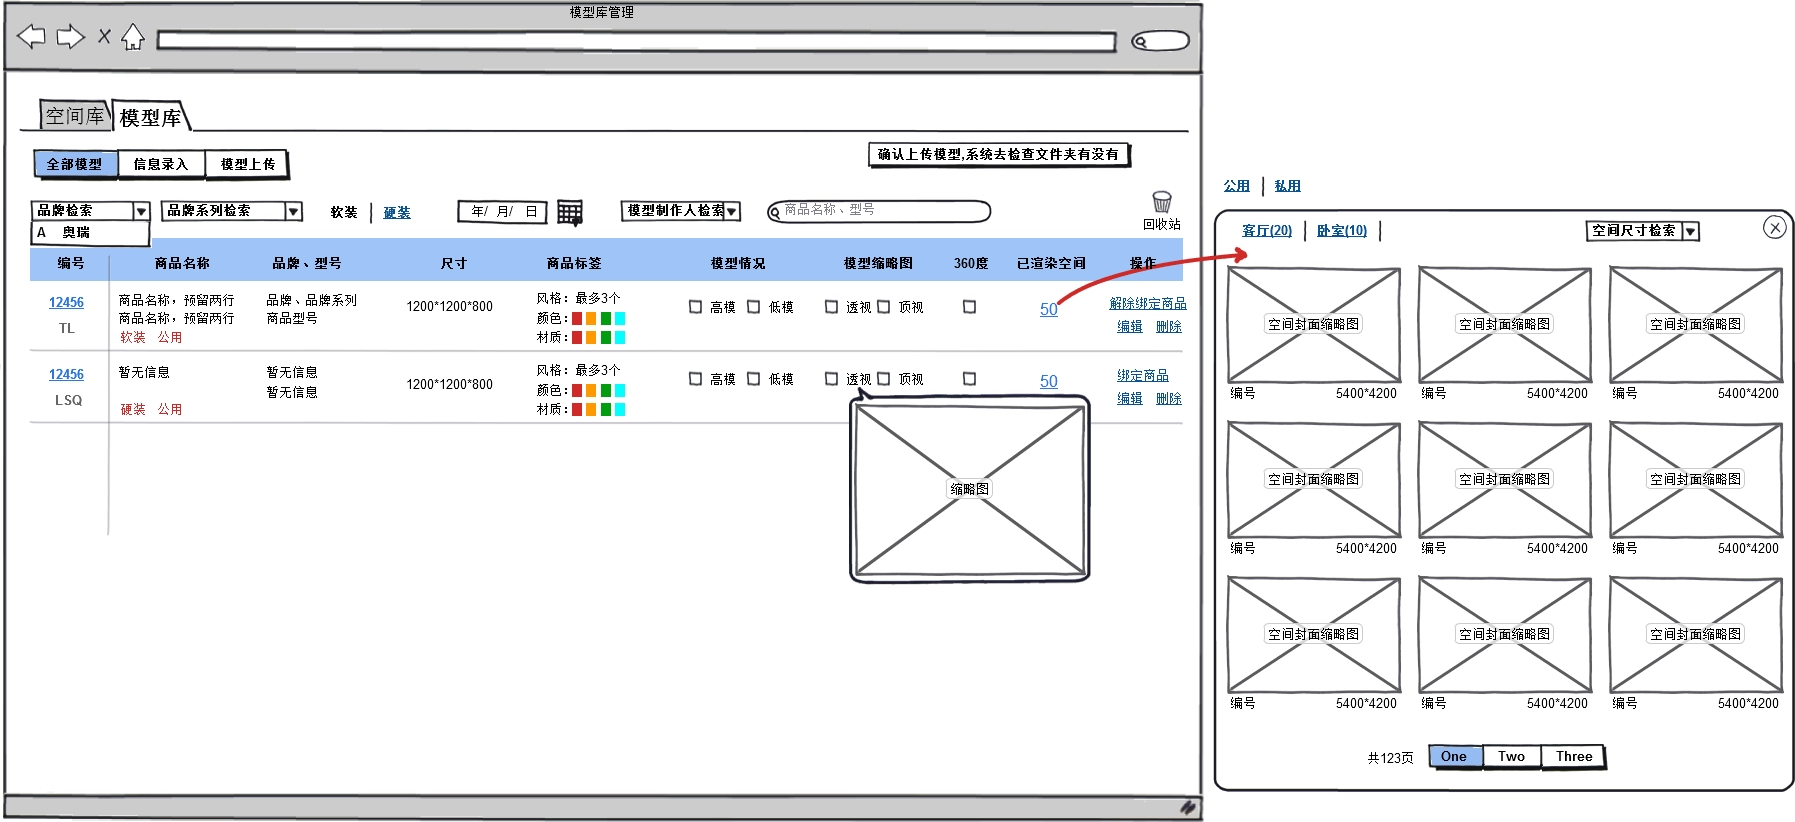 模型库管理
空间库 模型库
全部模型 信息录入 模型上传
确认上传模型,系统去检查文件夹有没有
品牌检索 品牌系列检索 软装 硬装 年/ 月/ 日 模型制作人检索 商品名称、型号 回收站
A 奥瑞
编号 商品名称 品牌、型号 尺寸 商品标签 模型情况 模型缩略图 360度 已渲染空间 操作
12456
TL
商品名称，预留两行
商品名称，预留两行
软装 公用
品牌、品牌系列
商品型号
1200*1200*800
风格：最多3个
颜色：
材质：
高模 低模 透视 顶视
50
解除绑定商品
编辑 删除
12456
LSQ
暂无信息
硬装 公用
暂无信息
暂无信息
1200*1200*800
风格：最多3个
颜色：
材质：
高模 低模 透视 顶视
50
绑定商品
编辑 删除
缩略图
公用 私用
客厅(20) 卧室(10) 空间尺寸检索
空间封面缩略图 空间封面缩略图 空间封面缩略图
编号 5400*4200 编号 5400*4200 编号 5400*4200
空间封面缩略图 空间封面缩略图 空间封面缩略图
编号 5400*4200 编号 5400*4200 编号 5400*4200
空间封面缩略图 空间封面缩略图 空间封面缩略图
编号 5400*4200 编号 5400*4200 编号 5400*4200
共123页 One Two Three